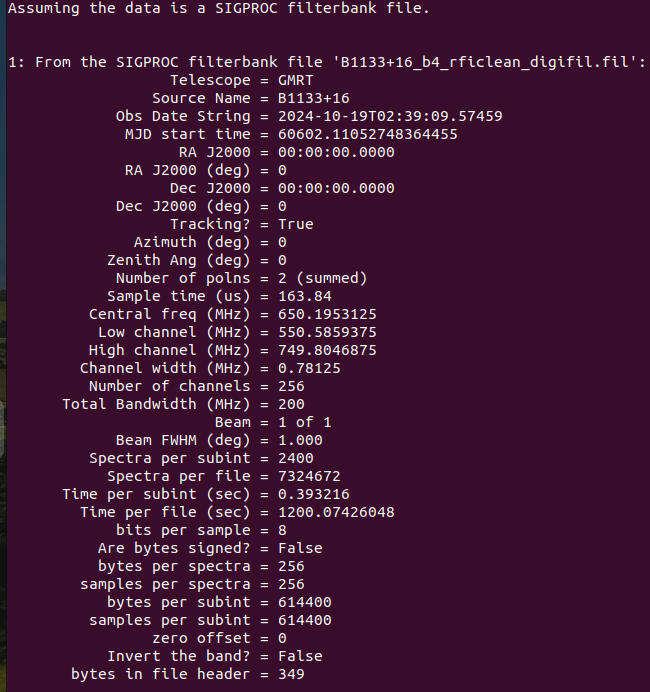 Assuming the data is a SIGPROC filterbank file.
1: From the SIGPROC filterbank file 'B1133+16_b4_rficlean_digifil.fil':
Telescope = GMRT
Source Name = B1133+16
Obs Date String = 2024-10-19T02:39:09.57459
MJD start time = 60602.11052748364455
RA J2000 = 00:00:00.0000
RA J2000 (deg) = 0
Dec J2000 = 00:00:00.0000
Dec J2000 (deg) = 0
Tracking? = True
Azimuth (deg) = 0
Zenith Ang (deg) = 0
Number of polns = 2 (summed)
Sample time (us) = 163.84
Central freq (MHz) = 650.1953125
Low channel (MHz) = 550.5859375
High channel (MHz) = 749.8046875
Channel width (MHz) = 0.78125
Number of channels = 256
Total Bandwidth (MHz) = 200
Beam = 1 of 1
Beam FWHM (deg) = 1.000
Spectra per subint = 2400
Spectra per file = 7324672
Time per subint (sec) = 0.393216
Time per file (sec) = 1200.07426048
bits per sample = 8
Are bytes signed? = False
bytes per spectra = 256
samples per spectra = 256
bytes per subint = 614400
samples per subint = 614400
zero offset = 0
Invert the band? = False
bytes in file header = 349